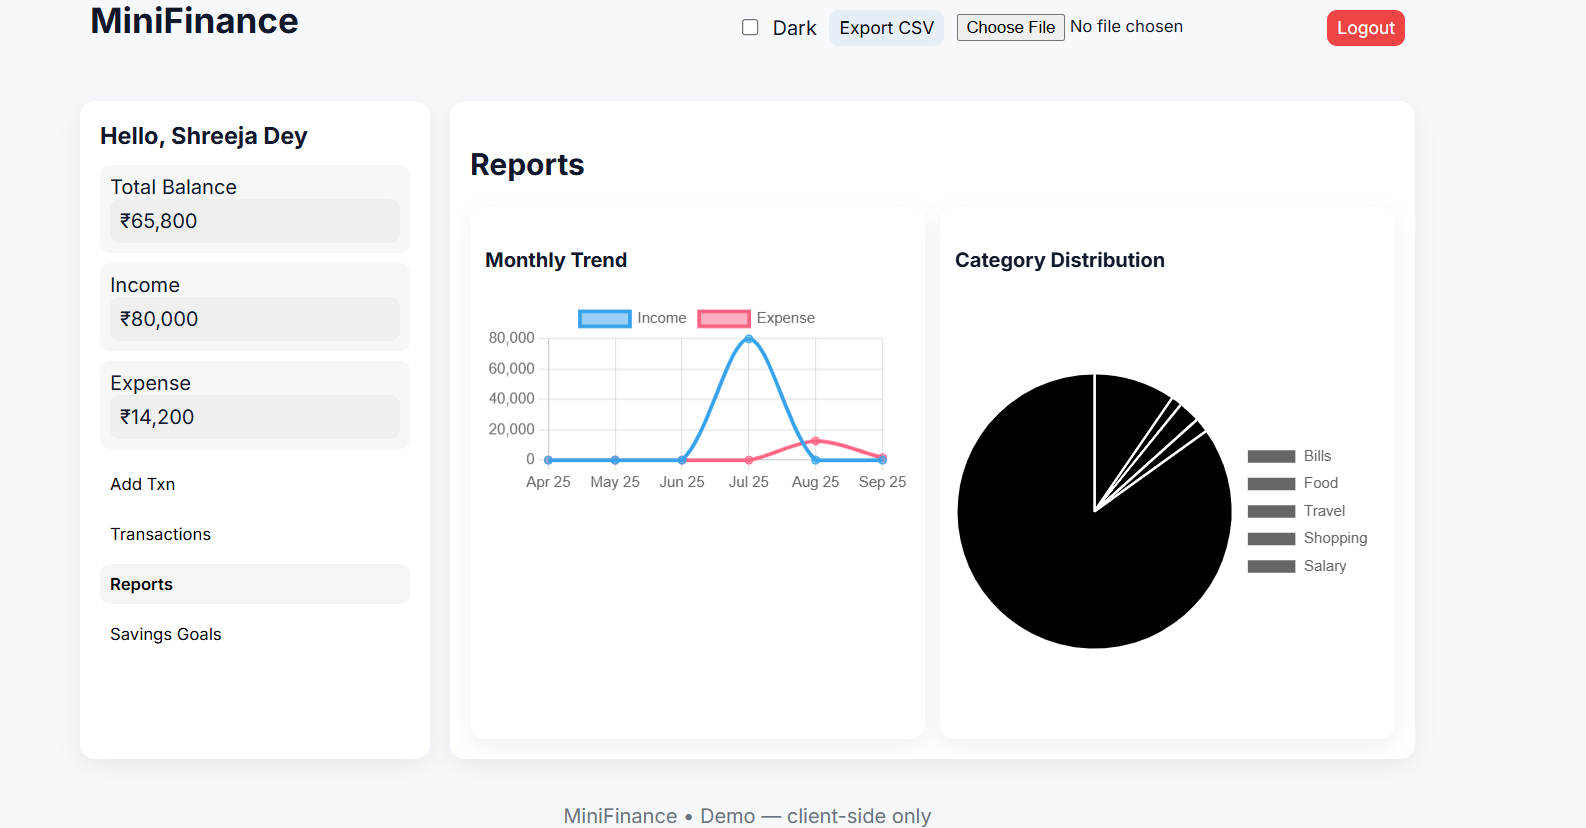 MiniFinance
Dark
Export CSV
Choose File No file chosen
Logout
Hello, Shreeja Dey
Total Balance
₹65,800
Income
₹80,000
Expense
₹14,200
Add Txn
Transactions
Reports
Savings Goals
Reports
Monthly Trend
Income Expense
80,000
60,000
40,000
20,000
0
Apr 25 May 25 Jun 25 Jul 25 Aug 25 Sep 25
Category Distribution
Bills
Food
Travel
Shopping
Salary
MiniFinance • Demo — client-side only